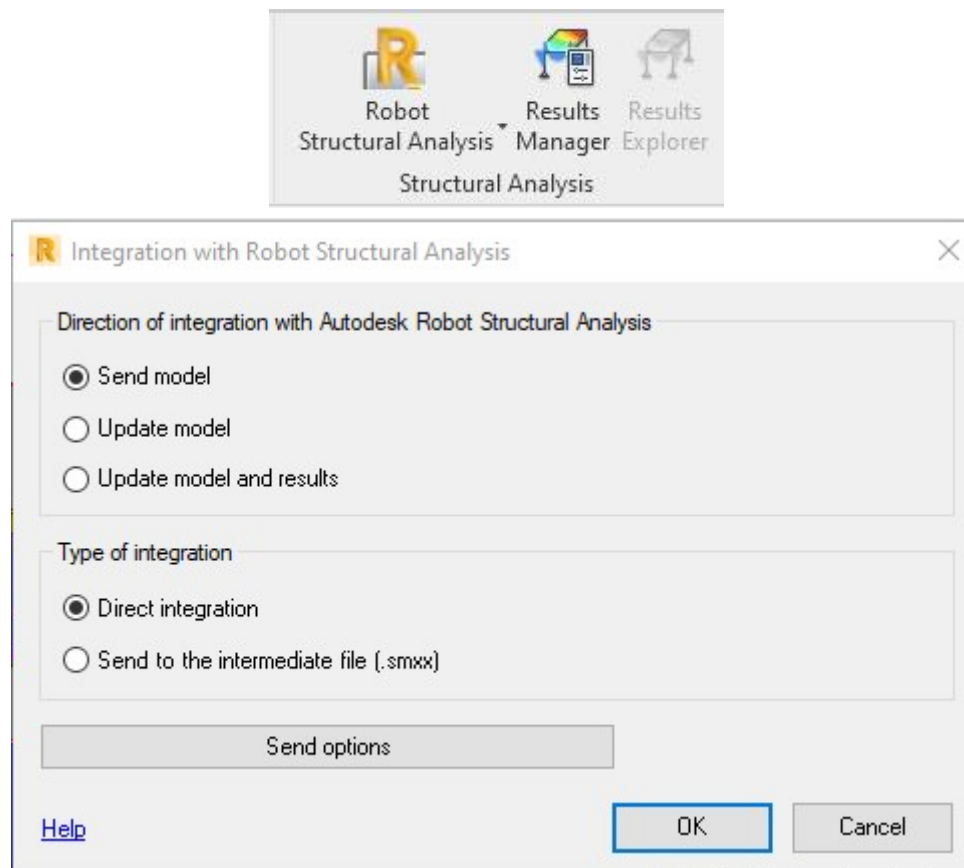 Robot
Structural Analysis
Results
Manager
Results
Explorer
Structural Analysis
R Integration with Robot Structural Analysis
Direction of integration with Autodesk Robot Structural Analysis
Send model
Update model
Update model and results
Type of integration
Direct integration
Send to the intermediate file (.smxx)
Send options
Help
OK
Cancel